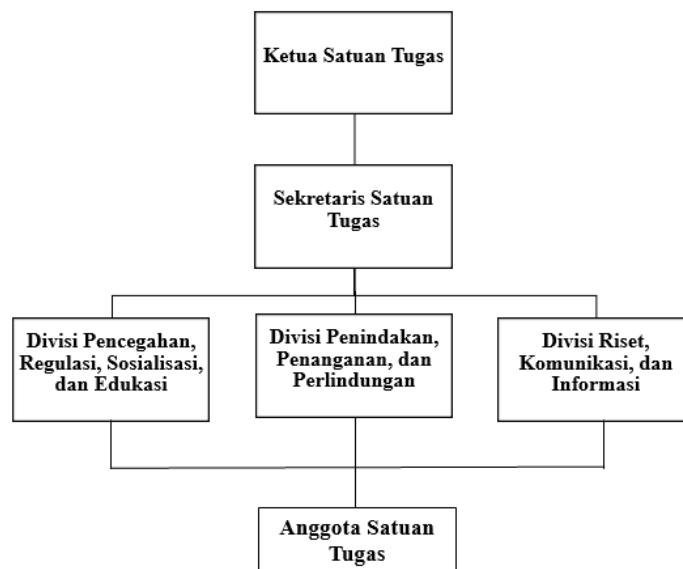 Ketua Satuan Tugas
Sekretaris Satuan
Tugas
Divisi Pencegahan,
Regulasi, Sosialisasi,
dan Edukasi
Divisi Penindakan,
Penanganan, dan
Perlindungan
Divisi Riset,
Komunikasi, dan
Informasi
Anggota Satuan
Tugas